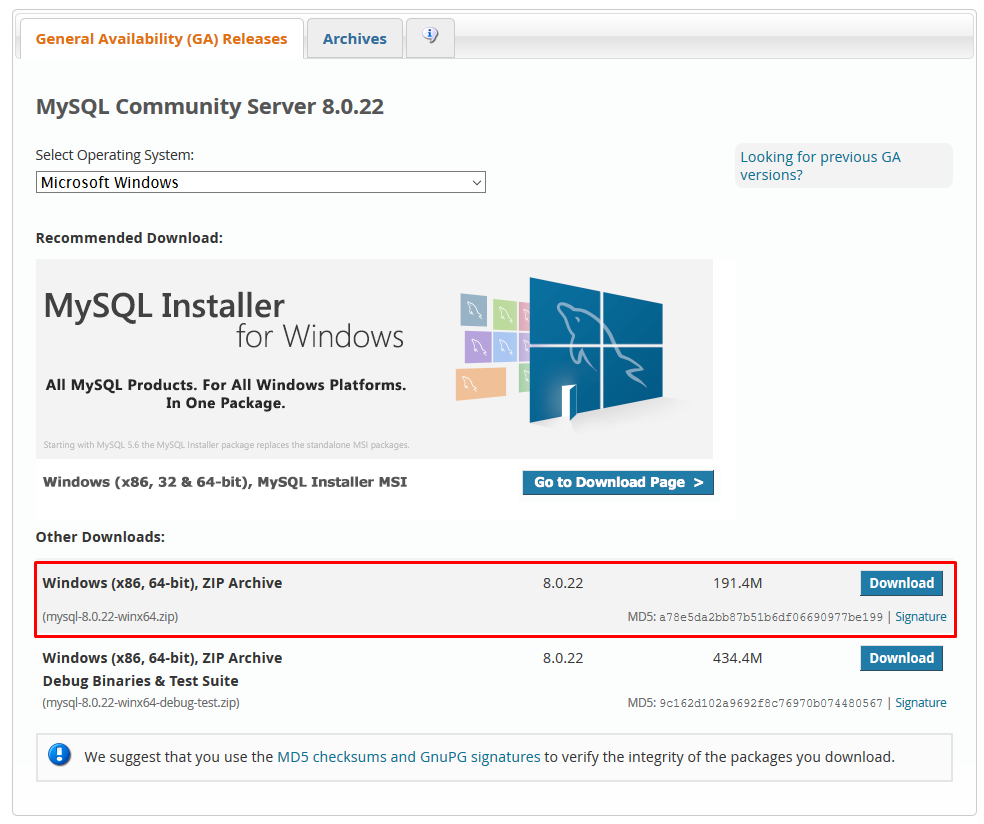 General Availability (GA) Releases
Archives
MySQL Community Server 8.0.22
Select Operating System:
Microsoft Windows
Looking for previous GA
versions?
Recommended Download:
MySQL Installer
for Windows
All MySQL Products. For All Windows Platforms.
In One Package.
Starting with MySQL 5.6 the MySQL Installer package replaces the standalone MSI packages.
Windows (x86, 32 & 64-bit), MySQL Installer MSI
Go to Download Page >
Other Downloads:
Windows (x86, 64-bit), ZIP Archive 8.0.22 191.4M Download
(mysql-8.0.22-winx64.zip) MD5: a78e5da2bb87b51b6df06690977be199 | Signature
Windows (x86, 64-bit), ZIP Archive 8.0.22 434.4M Download
Debug Binaries & Test Suite
(mysql-8.0.22-winx64-debug-test.zip) MD5: 9c162d102a9692f8c76970b074480567 | Signature
We suggest that you use the MD5 checksums and GnuPG signatures to verify the integrity of the packages you download.